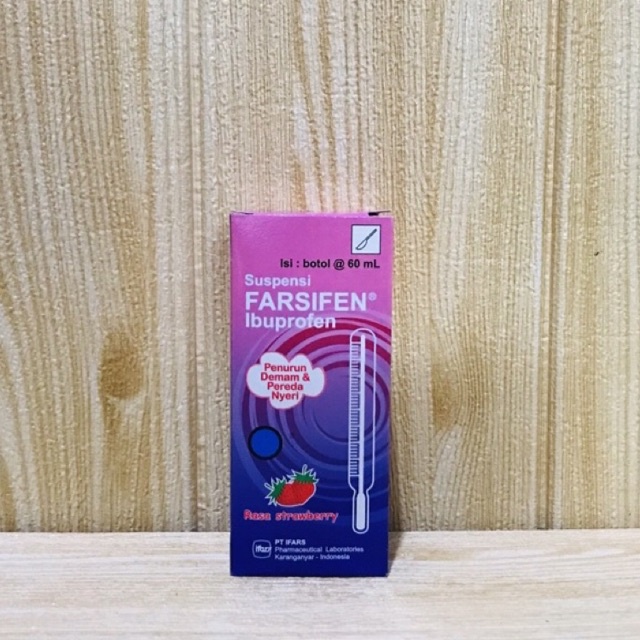 Isi : botol @ 60 mL
Suspensi
FARSIFEN®
Ibuprofen
Penurun
Demam &
Pereda
Nyeri
Rasa strawberry
ifars
PT IFARS
Pharmaceutical Laboratories
Karanganyar - Indonesia